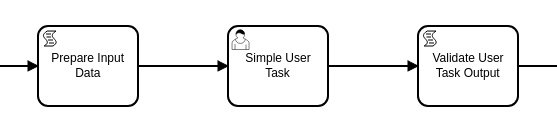 Prepare Input
Data
Simple User
Task
Validate User
Task Output